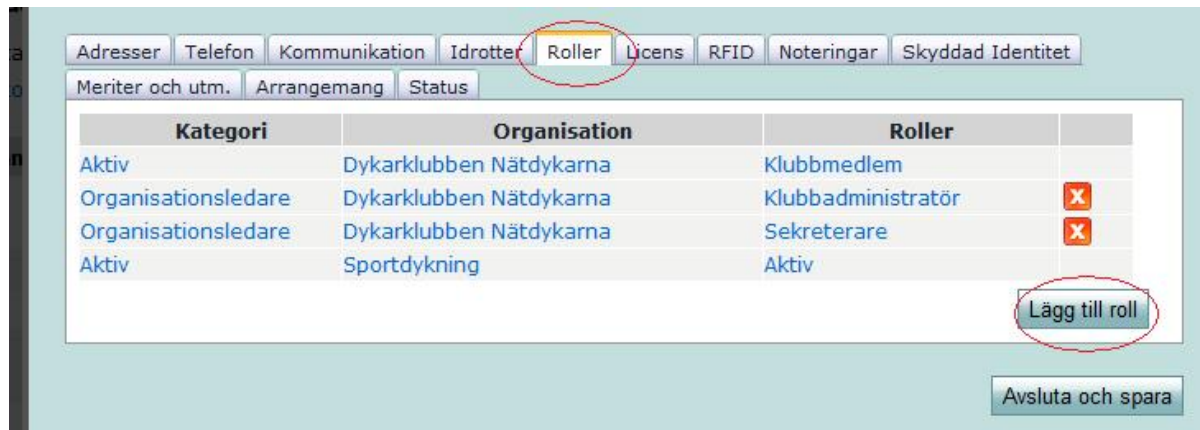 Adresser Telefon Kommunikation Idrotter Roller Licens RFID Noteringar Skyddad Identitet
Meriter och utm. Arrangemang Status
Kategori Organisation Roller
Aktiv Dykarklubben Nätdykarna Klubbmedlem
Organisationsledare Dykarklubben Nätdykarna Klubbadministratör X
Organisationsledare Dykarklubben Nätdykarna Sekreterare X
Aktiv Sportdykning Aktiv
Lägg till roll
Avsluta och spara